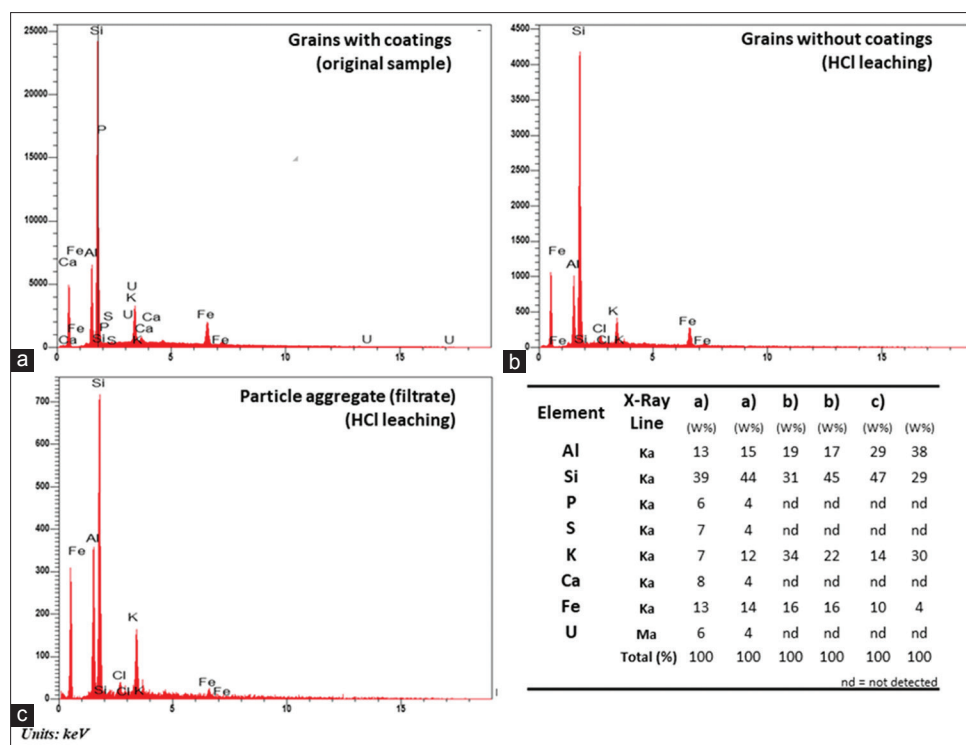 25000
20000
15000
10000
5000
0
0
5
10
15
Si
Grains with coatings
(original sample)
P
Fe
Ca
Al
U
K
S
U
Ca
Fe
P
Ca
Fe
Ca
Si
S
K
Fe
U
U
a
4500
4000
3500
3000
2500
2000
1500
1000
500
0
0
5
10
15
Si
Grains without coatings
(HCl leaching)
Fe
Al
K
Cl
Fe
Fe
Si
Cl
K
Fe
b
700
600
500
400
300
200
100
0
0
5
10
15
Si
Particle aggregate (filtrate)
(HCl leaching)
Fe
Al
K
Cl
Fe
Si
Cl
K
Fe
c
Units: keV
Element X-Ray Line a) a) b) b) c)
(W%) (W%) (W%) (W%) (W%) (W%)
Al Ka 13 15 19 17 29 38
Si Ka 39 44 31 45 47 29
P Ka 6 4 nd nd nd nd
S Ka 7 4 nd nd nd nd
K Ka 7 12 34 22 14 30
Ca Ka 8 4 nd nd nd nd
Fe Ka 13 14 16 16 10 4
U Ma 6 4 nd nd nd nd
Total (%) 100 100 100 100 100 100
nd = not detected